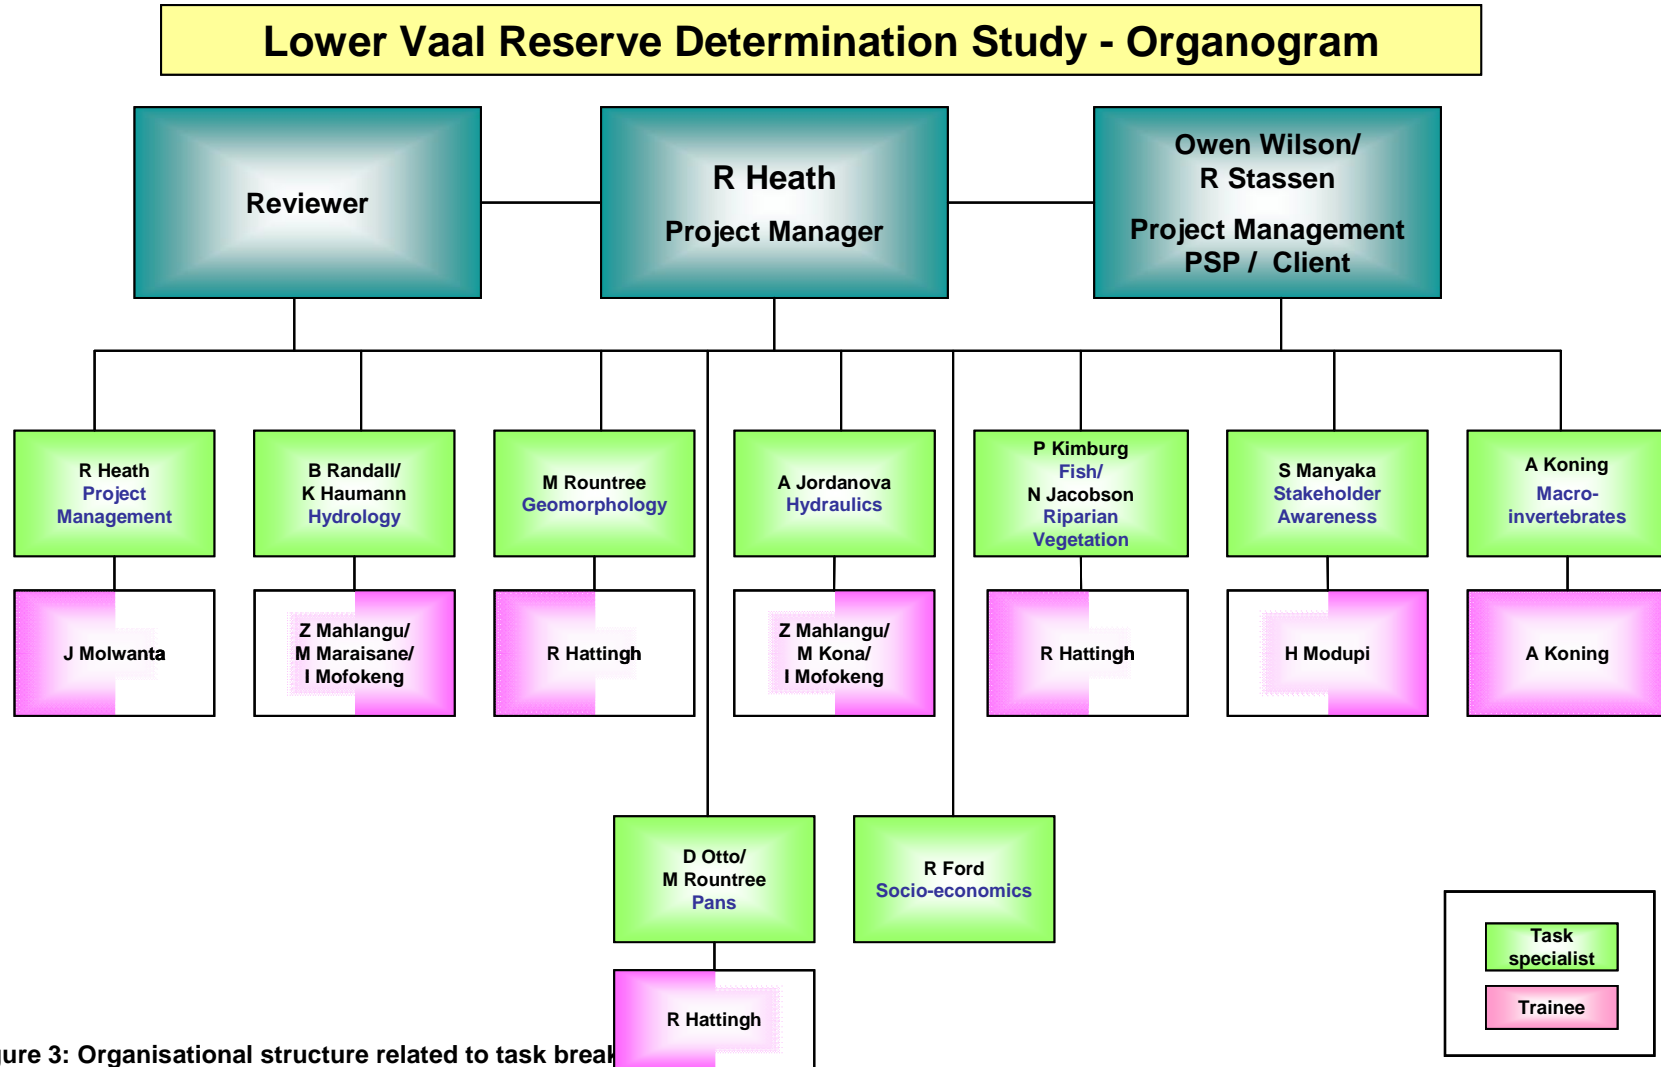 Lower Vaal Reserve Determination Study - Organogram
Reviewer
R Heath
Project Manager
Owen Wilson/
R Stassen
Project Management
PSP / Client
R Heath
Project
Management
B Randall/
K Haumann
Hydrology
M Rountree
Geomorphology
A Jordanova
Hydraulics
P Kimburg
Fish/
N Jacobson
Riparian
Vegetation
S Manyaka
Stakeholder
Awareness
A Koning
Macro-
invertebrates
J Molwanta
Z Mahlangu/
M Maraisane/
I Mofokeng
R Hattingh
Z Mahlangu/
M Kona/
I Mofokeng
R Hattingh
H Modupi
A Koning
D Otto/
M Rountree
Pans
R Ford
Socio-economics
R Hattingh
Task
specialist
Trainee
gure 3: Organisational structure related to task break